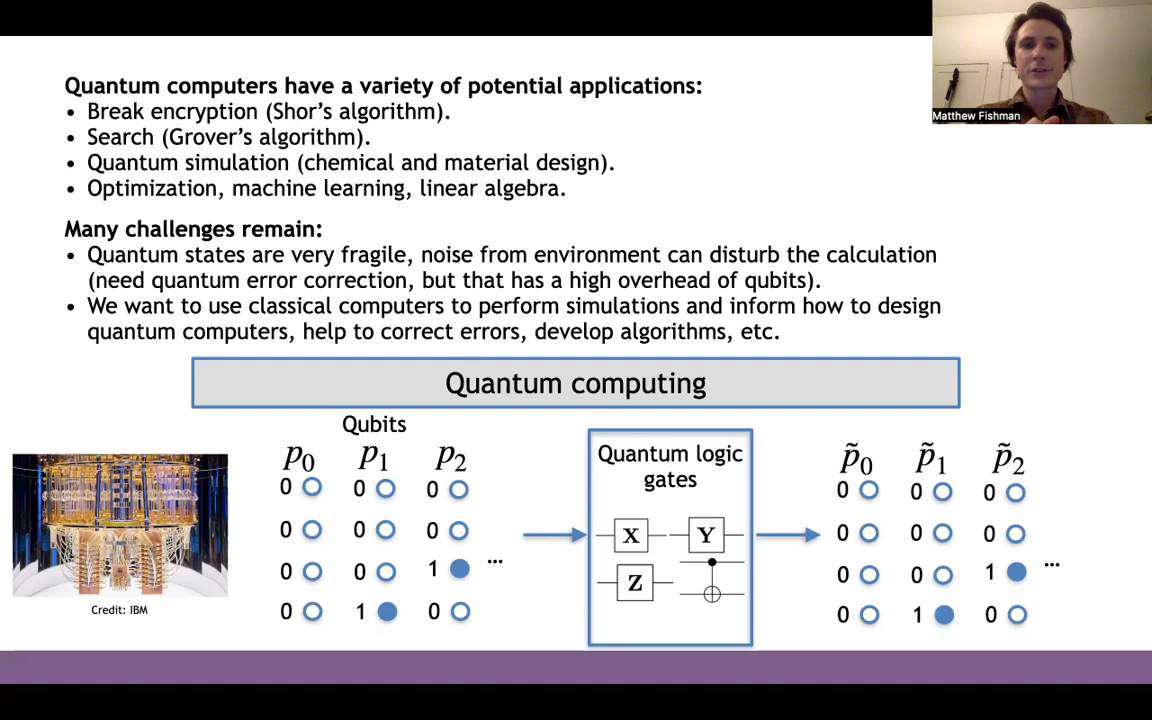 Quantum computers have a variety of potential applications:
• Break encryption (Shor's algorithm).
• Search (Grover's algorithm).
• Quantum simulation (chemical and material design).
• Optimization, machine learning, linear algebra.
Many challenges remain:
• Quantum states are very fragile, noise from environment can disturb the calculation
(need quantum error correction, but that has a high overhead of qubits).
• We want to use classical computers to perform simulations and inform how to design
quantum computers, help to correct errors, develop algorithms, etc.
Matthew Fishman
Quantum computing
Qubits
p₀ p₁ p₂
0 0 0
0 0 0
0 0 1 ...
0 1 0
Credit: IBM
Quantum logic
gates
X Y
Z
p̃₀ p̃₁ p̃₂
0 0 0
0 0 0
0 0 1 ...
0 1 0